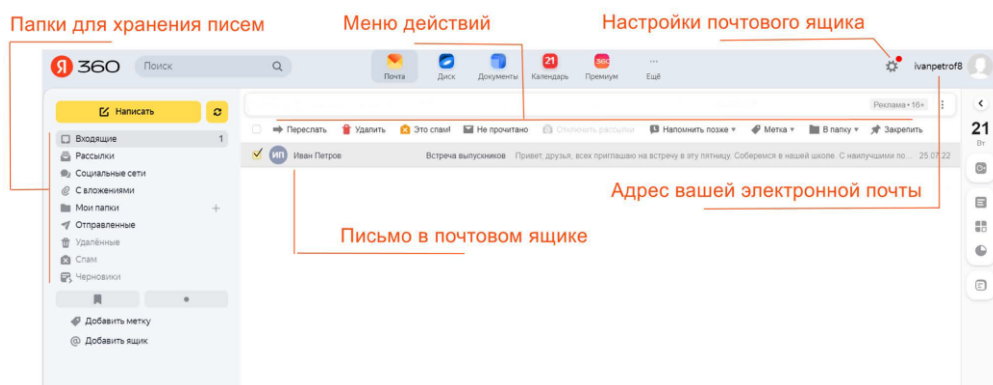 Папки для хранения писем
Меню действий
Настройки почтового ящика
Я 360
Поиск
Почта
Диск
Документы
21
Календарь
360
Премиум
Ещё
ivanpetrof8
Написать
Реклама • 16+
Входящие 1
Рассылки
Социальные сети
С вложениями
Мои папки
Отправленные
Удалённые
Спам
Черновики
Добавить метку
@ Добавить ящик
Переслать Удалить Это спам! Не прочитано Отключить рассылки Напомнить позже Метка В папку Закрепить
ИП Иван Петров Встреча выпускников Привет, друзья, всех приглашаю на встречу в эту пятницу. Соберемся в нашей школе. С наилучшими по... 25.07.22
21
Вт
Адрес вашей электронной почты
Письмо в почтовом ящике